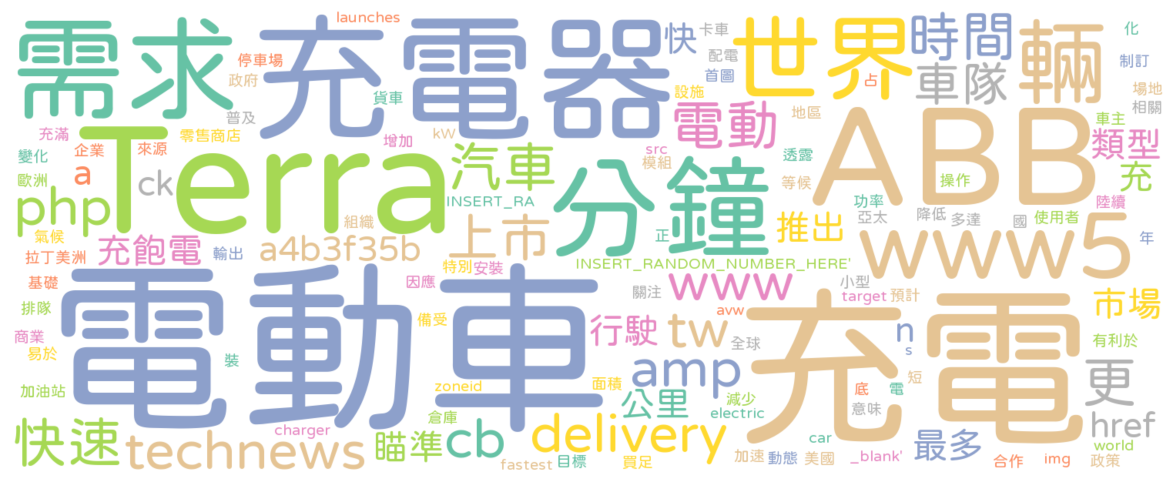 launches
化
停車場
需求
充電器
快
卡車
世界
時間
輛
配電
制訂
政府
首圖
占
車隊
場地
貨車
設施
相關
普及
電動
地區
車主
充滿
零售商店
kW
增加
Terra
ABB
類型
變化
企業
來源
src
透露
歐洲
a
ck
汽車
分鐘
模組
等候
操作
充
php
INSERT_RA
功率
陸續
組織
上市
推出
亞太
降低
多達
國
使用者
氣候
正
www5
年
充飽電
輸出
a4b3f35b
拉丁美洲
特別
安裝
INSERT_RANDOM_NUMBER_HERE'
基礎
因應
www
小型
電動車
關注
target
預計
充電
市場
排隊
備受
行駛
tw
avw
n
商業
全球
s
有利於
易於
裝
amp
短
更
加油站
zoneid
面積
公里
減少
底
電
倉庫
electric
意味
href
快速
technews
charger
瞄準
cb
delivery
car
最多
world
fastest
目標
買足
加速
動態
美國
_blank'
合作
img
政策